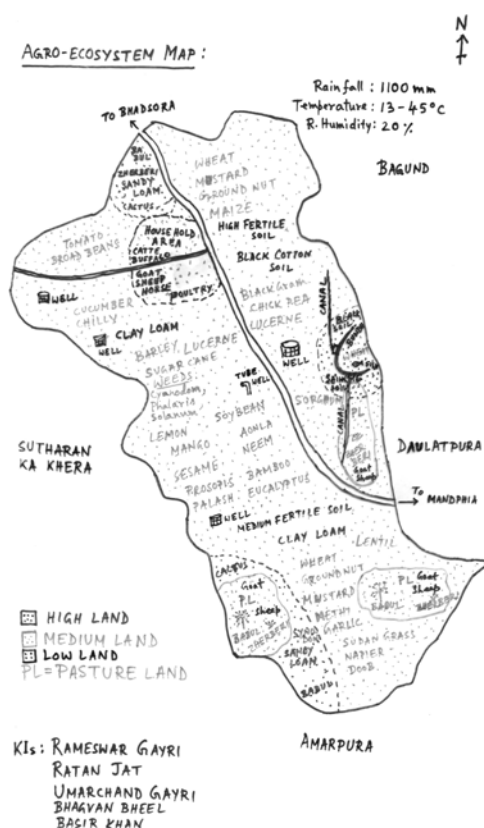 N
AGRO-ECOSYSTEM MAP:
Rainfall: 1100 mm
Temperature: 13-45°C
R. Humidity: 20%
TO BHADSORA
BAGUND
BABUL
ZHERBERI
SANDY
LOAM
CACTUS
WHEAT
MUSTARD
GROUND NUT
MAIZE
HIGH FERTILE
SOIL
HOUSE HOLD
AREA
CATTE
BUFFALO
GOAT
SHEEP
HORSE
POULTRY
TOMATO
BROAD BEANS
BLACK COTTON
SOIL
BLACK GRAM
CHICK PEA
LUCERNE
CANAL
WELL
CUCUMBER
CHILLY
CLAY LOAM
WELL
BARLEY, LUCERNE
SUGAR CANE
WEEDS:
Phalaris,
Solanum
TUBE
WELL
WELL
SORGHUM
CANAL
PL
Goat
Sheep
SOYBEAN
LEMON
MANGO
AONLA
NEEM
SESAME
PROSOPIS
PALASH
BAMBOO
EUCALYPTUS
SUTHARAN
KA KHERA
DAULATPURA
TO
MANDPHIA
WELL
MEDIUM FERTILE SOIL
CLAY LOAM
LENTIL
CACTUS
Goat
PL
Sheep
BABUL
ZHERBERI
WHEAT
GROUND NUT
MUSTARD
METHI
GARLIC
PL
Goat
Sheep
BABUL
ZHERBERI
SANDY
LOAM
BABUL
SUDAN GRASS
NAPIER
DOOB
HIGH LAND
MEDIUM LAND
LOW LAND
PL = PASTURE LAND
AMARPURA
KIs: RAMESWAR GAYRI
RATAN JAT
UMARCHAND GAYRI
BHAGVAN BHEEL
BASIR KHAN